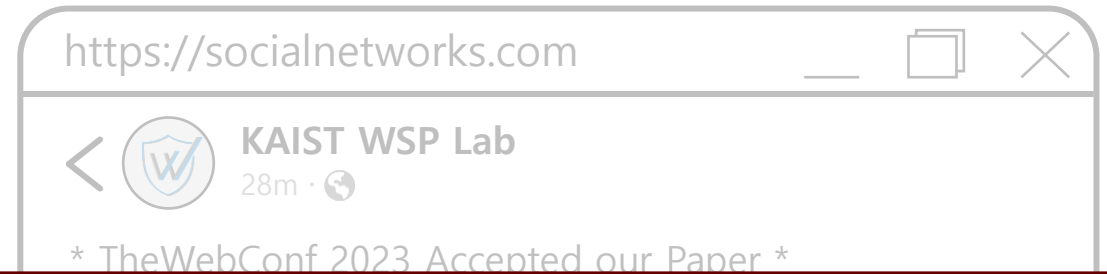 https://socialnetworks.com
KAIST WSP Lab
28m ·
* TheWebConf 2023 Accepted our Paper *